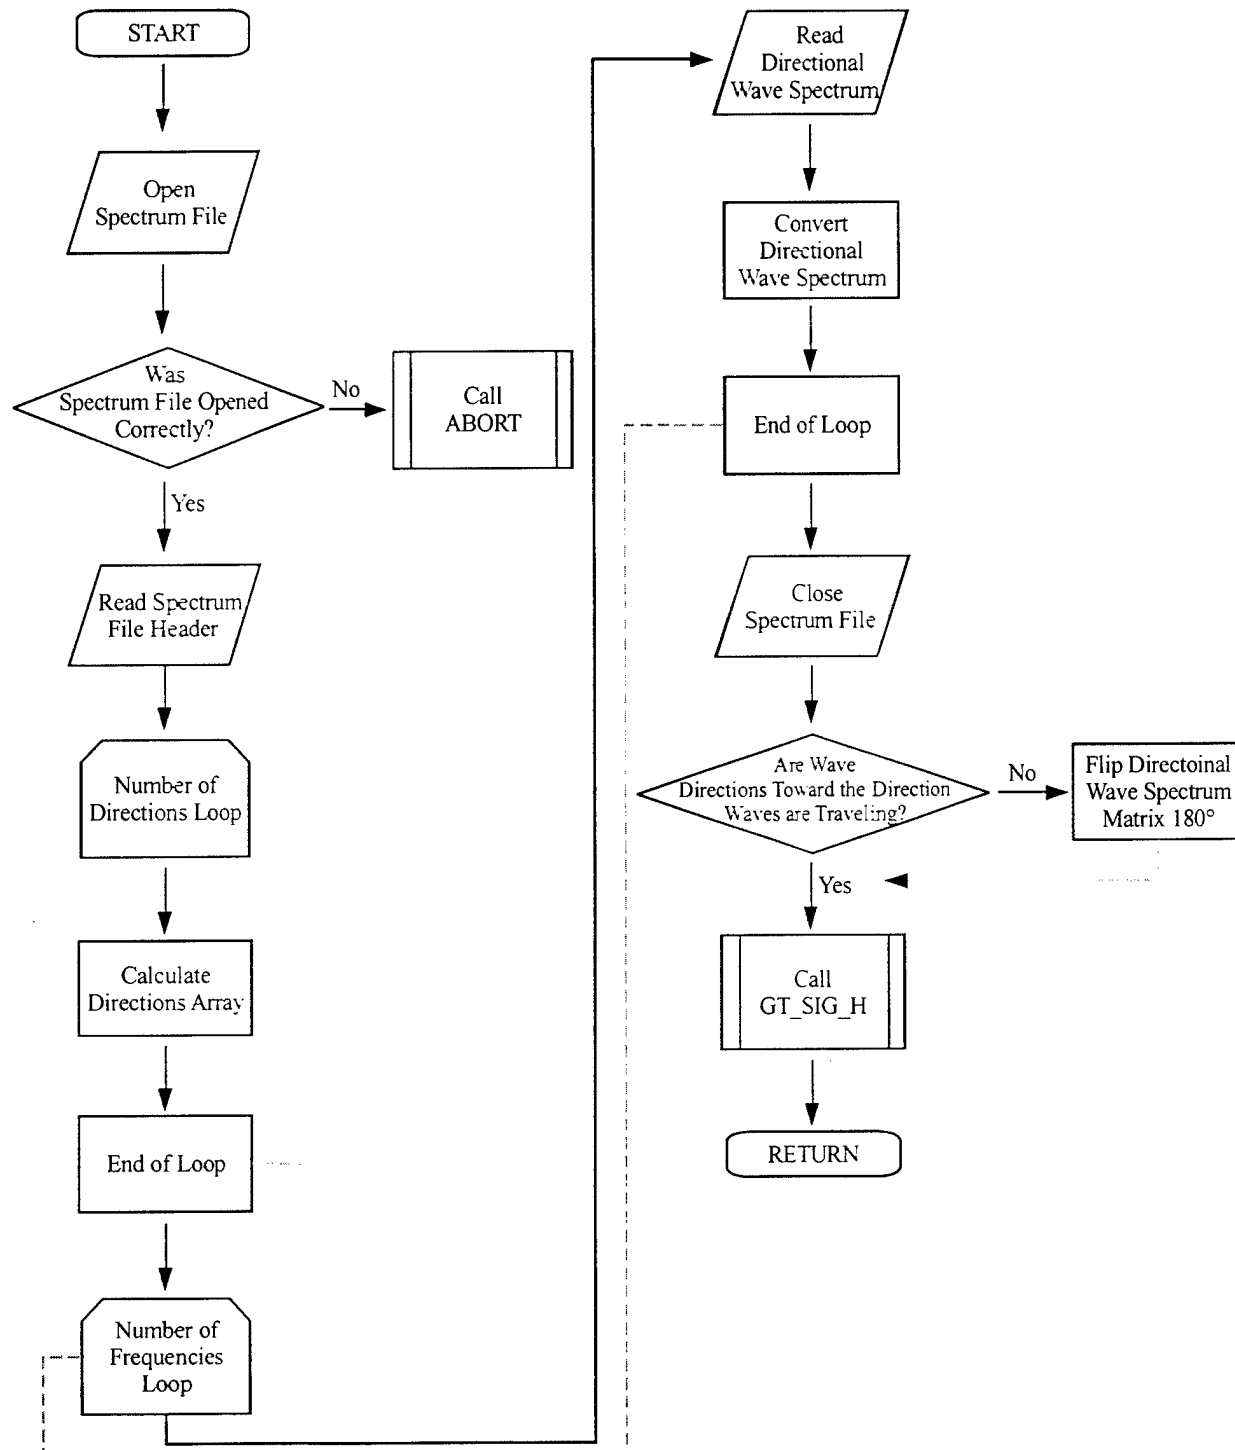 START
Open
Spectrum File
Was
Spectrum File Opened
Correctly?
No
Call
ABORT
Yes
Read Spectrum
File Header
Number of
Directions Loop
Calculate
Directions Array
End of Loop
Number of
Frequencies
Loop
Read
Directional
Wave Spectrum
Convert
Directional
Wave Spectrum
End of Loop
Close
Spectrum File
Are Wave
Directions Toward the Direction
Waves are Traveling?
No
Flip Directoinal
Wave Spectrum
Matrix 180°
Yes
Call
GT_SIG_H
RETURN